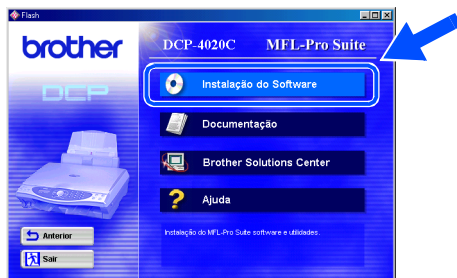 Flash
brother
DCP-4020C MFL-Pro Suite
DCP
Instalação do Software
Documentação
Brother Solutions Center
Ajuda
Anterior
Sair
Instalação do MFL-Pro Suite software e utilidades.